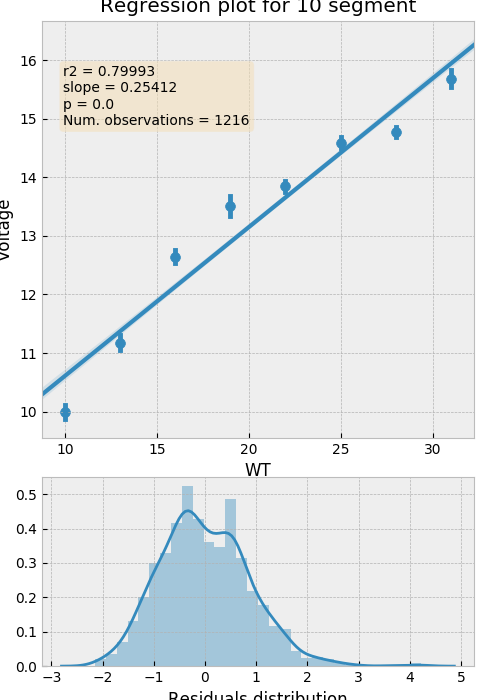 Regression plot for 10 segment
r2 = 0.79993
slope = 0.25412
p = 0.0
Num. observations = 1216
Voltage
16
15
14
13
12
11
10
10 15 20 25 30
WT
0.5
0.4
0.3
0.2
0.1
0.0
−3 −2 −1 0 1 2 3 4 5
Residuals distribution